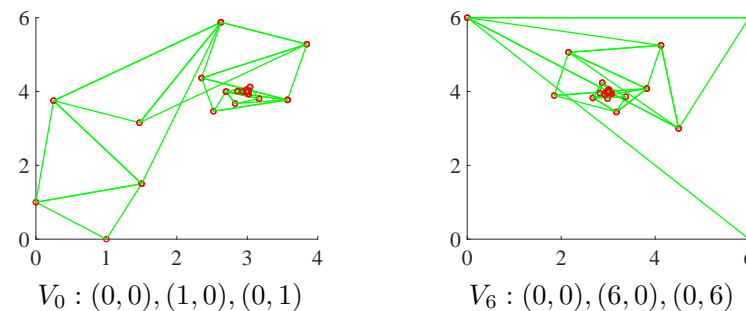 6
4
2
0
0 1 2 3 4
V₀ : (0, 0), (1, 0), (0, 1)
6
4
2
0
0 2 4 6
V₆ : (0, 0), (6, 0), (0, 6)